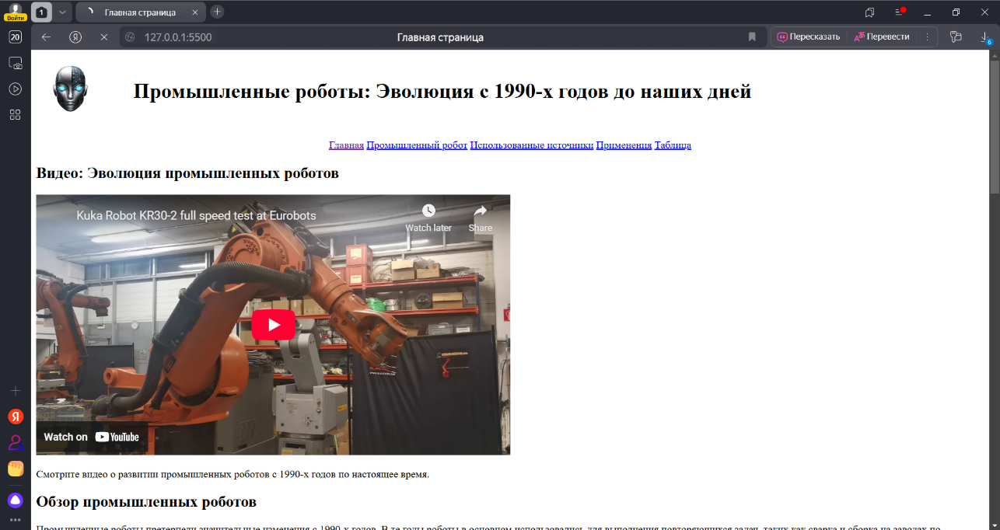 1
Главная страница
Войти
20
Я
127.0.0.1:5500
Главная страница
Пересказать
Перевести
6
Промышленные роботы: Эволюция с 1990-х годов до наших дней
Главная Промышленный робот Использованные источники Применения Таблица
Видео: Эволюция промышленных роботов
Kuka Robot KR30-2 full speed test at Eurobots
Watch later
Share
Watch on YouTube
Смотрите видео о развитии промышленных роботов с 1990-х годов по настоящее время.
Обзор промышленных роботов
Промышленные роботы претерпели значительные изменения с 1990-х годов. В те годы роботы в основном использовались для выполнения повторяющихся задач, таких как сварка и сборка на заводах по
Я